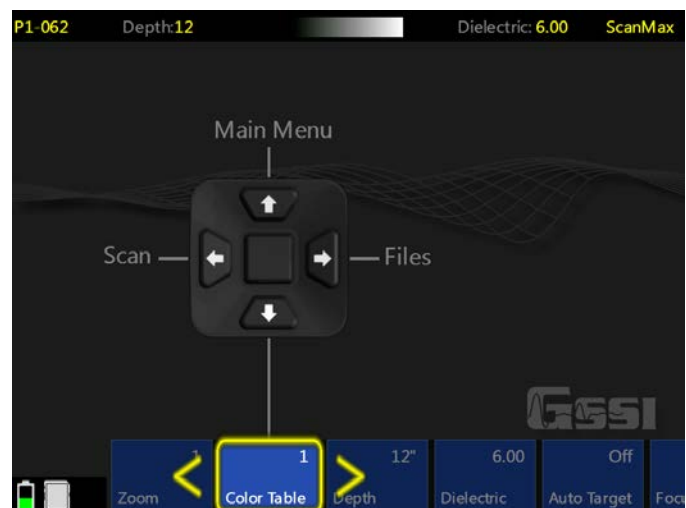 P1-062 Depth:12 Dielectric: 6.00 ScanMax
Main Menu
Scan Files
GSSI
1 1 12" 6.00 Off
Zoom Color Table Depth Dielectric Auto Target Focu